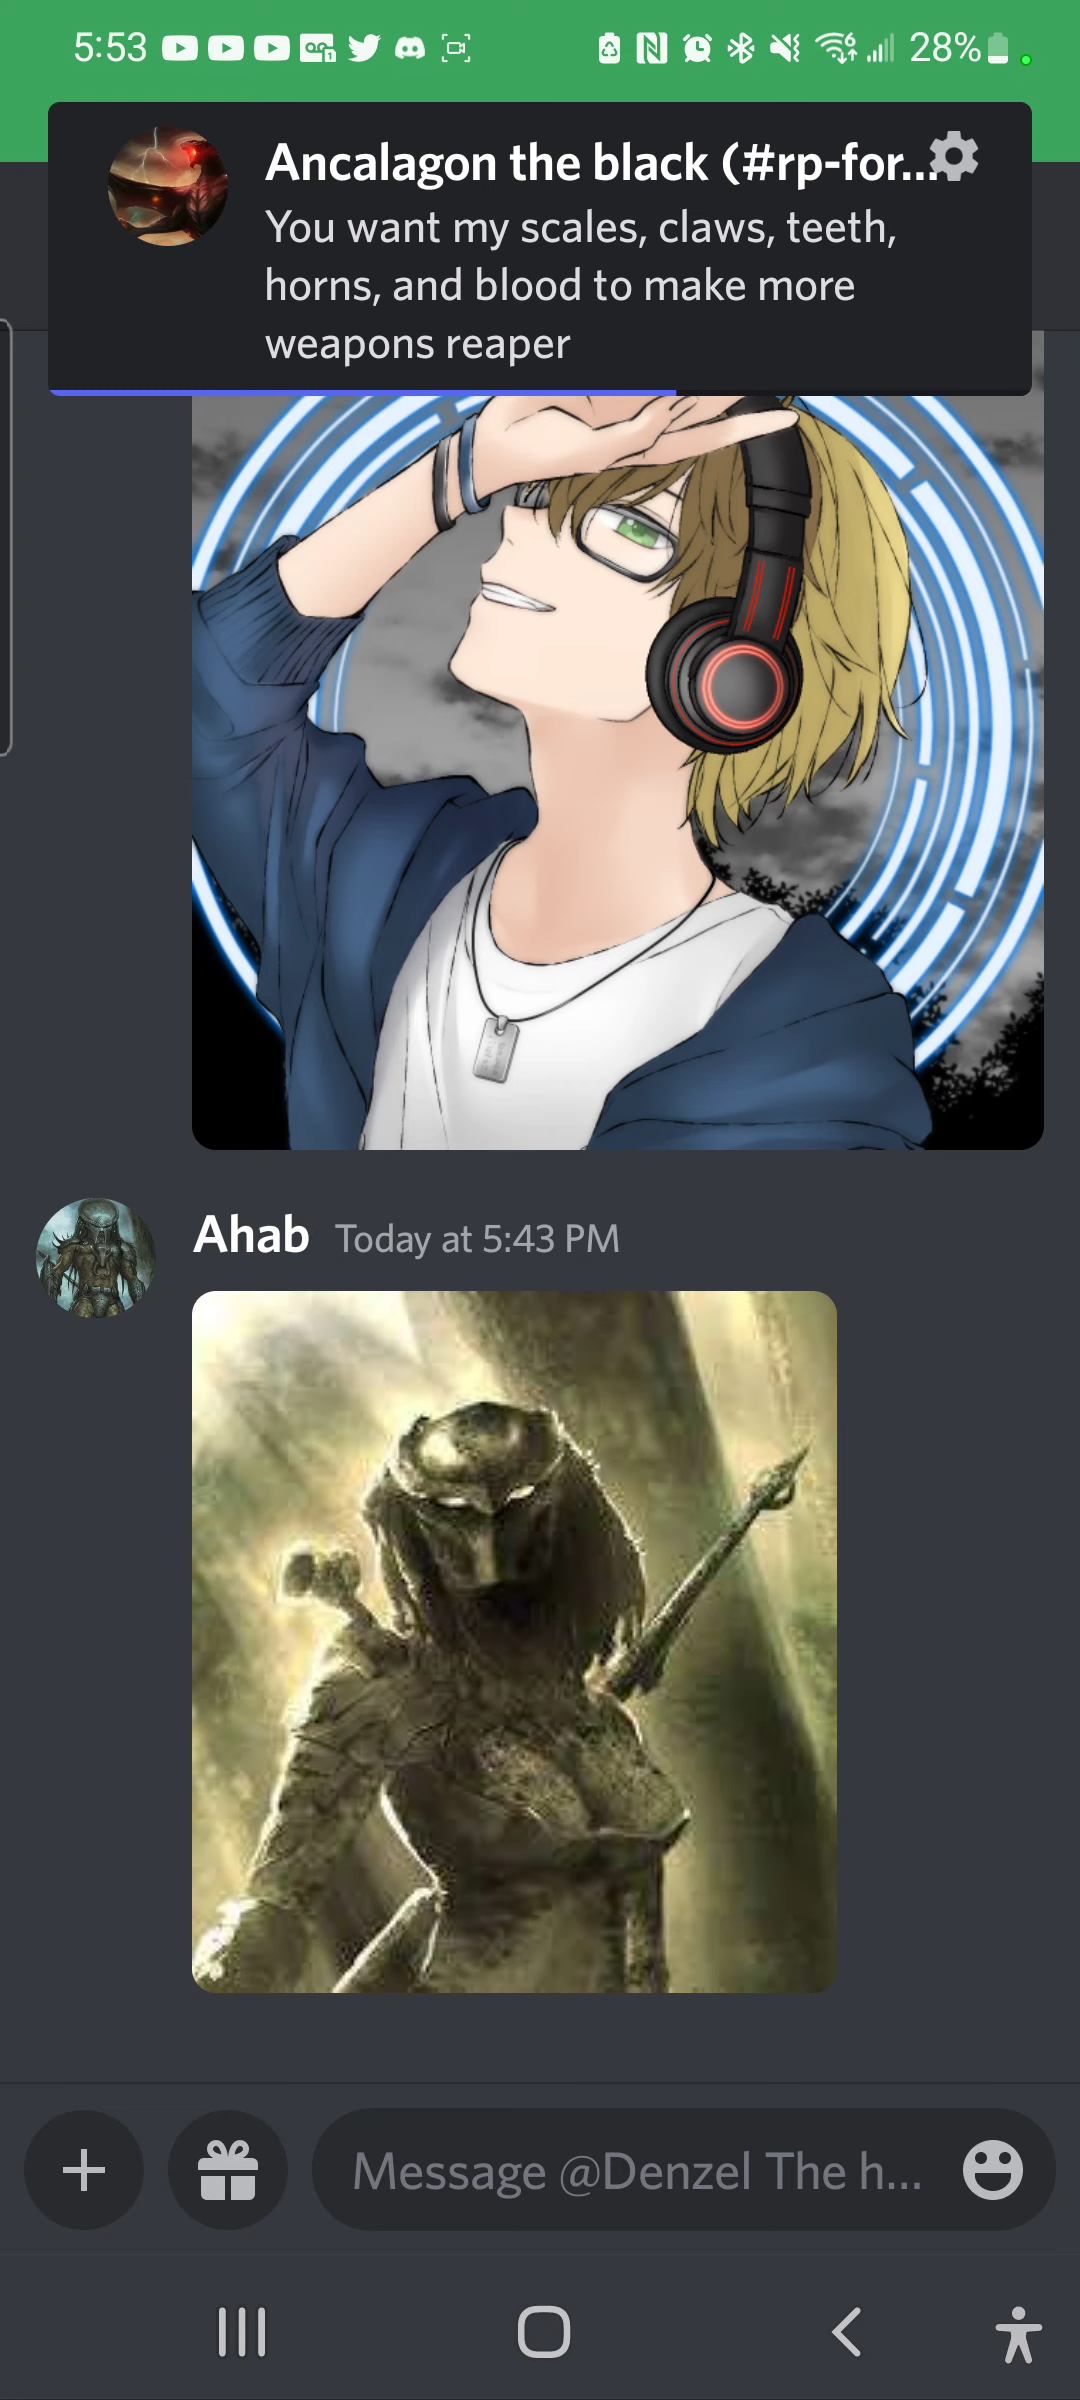 5:53 28%
Ancalagon the black (#rp-for...
You want my scales, claws, teeth,
horns, and blood to make more
weapons reaper
Ahab Today at 5:43 PM
Message @Denzel The h...